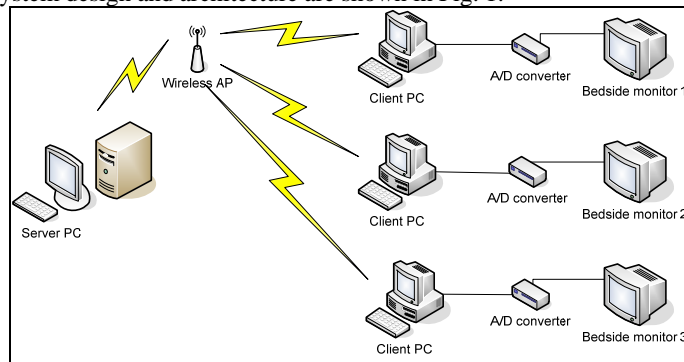 ystem design and architecture are shown in Fig. 1.
Wireless AP
Server PC
Client PC
A/D converter
Bedside monitor 1
Client PC
A/D converter
Bedside monitor 2
Client PC
A/D converter
Bedside monitor 3